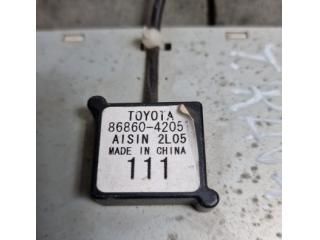 TOYOTA
86860-4205
AISIN 2L05
MADE IN CHINA
111